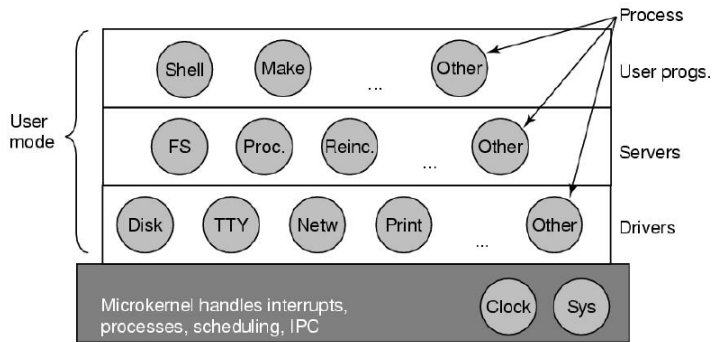 Process
Shell Make ... Other User progs.
User
mode
FS Proc. Reinc. ... Other Servers
Disk TTY Netw Print ... Other Drivers
Microkernel handles interrupts,
processes, scheduling, IPC
Clock Sys